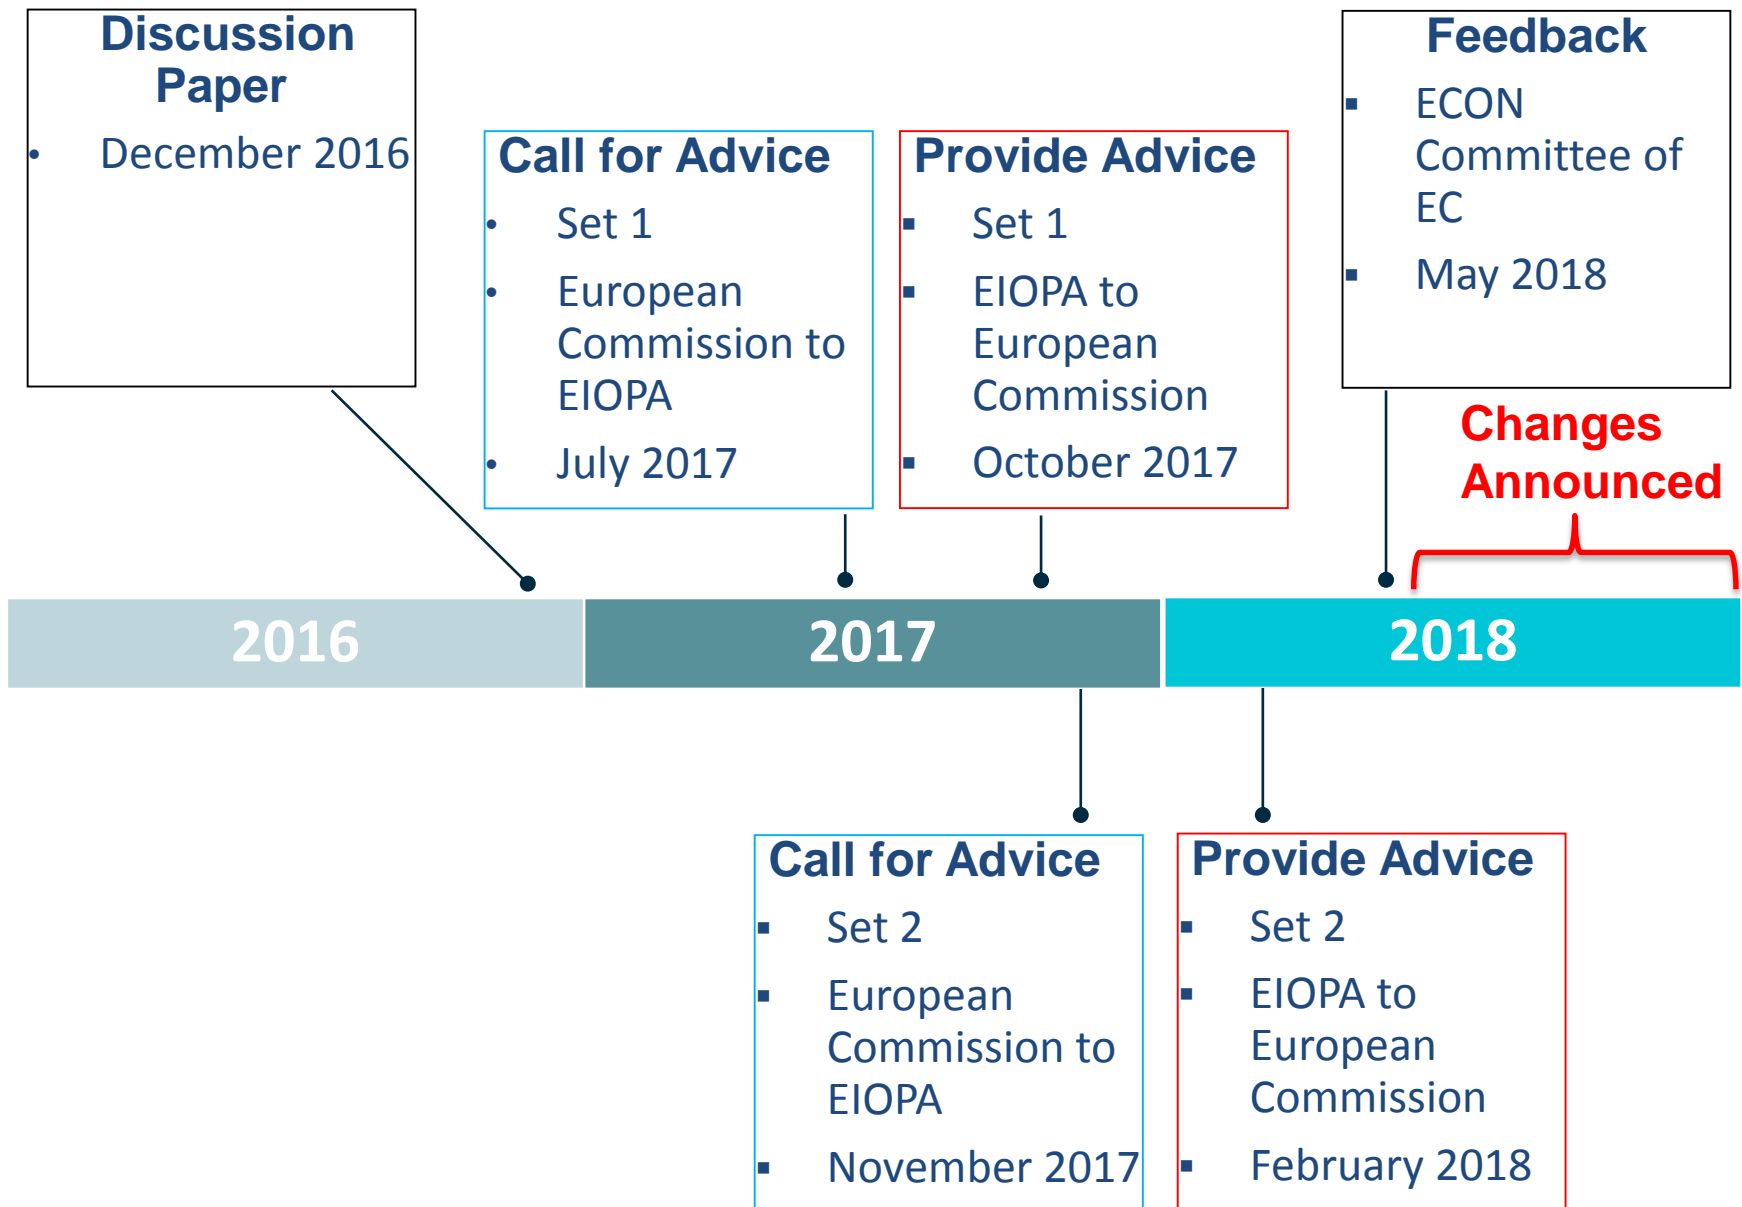 Discussion
Paper
• December 2016
Call for Advice
• Set 1
• European
Commission to
EIOPA
• July 2017
Provide Advice
▪ Set 1
▪ EIOPA to
European
Commission
▪ October 2017
Feedback
▪ ECON
Committee of
EC
▪ May 2018
Changes
Announced
2016
2017
2018
Call for Advice
▪ Set 2
▪ European
Commission to
EIOPA
▪ November 2017
Provide Advice
▪ Set 2
▪ EIOPA to
European
Commission
▪ February 2018